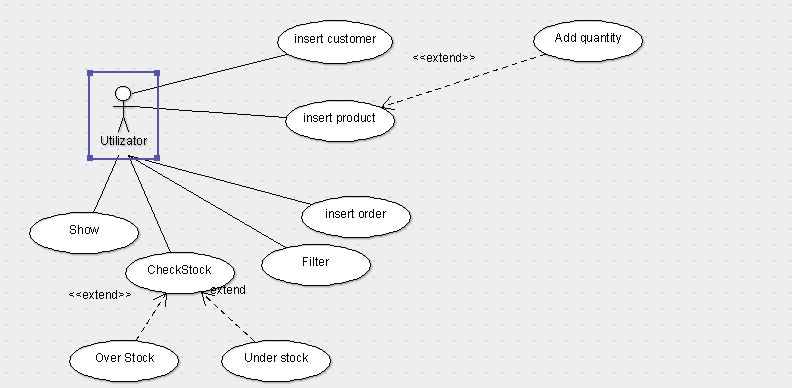 insert customer
Add quantity
<<extend>>
insert product
Utilizator
insert order
Show
Filter
CheckStock
<<extend>>
extend
Over Stock
Under stock